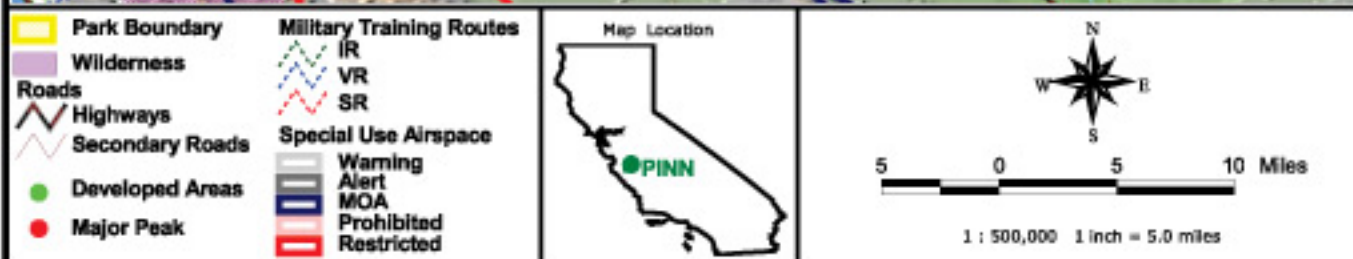 Park Boundary
Wilderness
Roads
Highways
Secondary Roads
Developed Areas
Major Peak
Military Training Routes
IR
VR
SR
Special Use Airspace
Warning
Alert
MOA
Prohibited
Restricted
Map Location
PINN
N
W E
S
5 0 5 10 Miles
1 : 500,000 1 inch = 5.0 miles